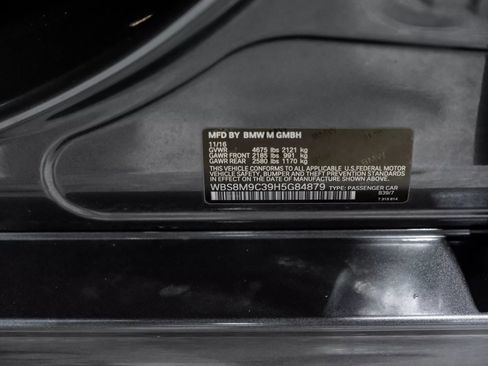 MFD BY BMW M GMBH
11/16
GVWR 4675 lbs 2121 kg
GAWR FRONT 2185 lbs 991 kg
GAWR REAR 2580 lbs 1170 kg
THIS VEHICLE CONFORMS TO ALL APPLICABLE U.S. FEDERAL MOTOR
VEHICLE SAFETY, BUMPER AND THEFT PREVENTION STANDARDS
IN EFFECT ON THE DATE OF MANUFACTURE SHOWN ABOVE.
WBS8M9C39H5G84879 TYPE: PASSENGER CAR